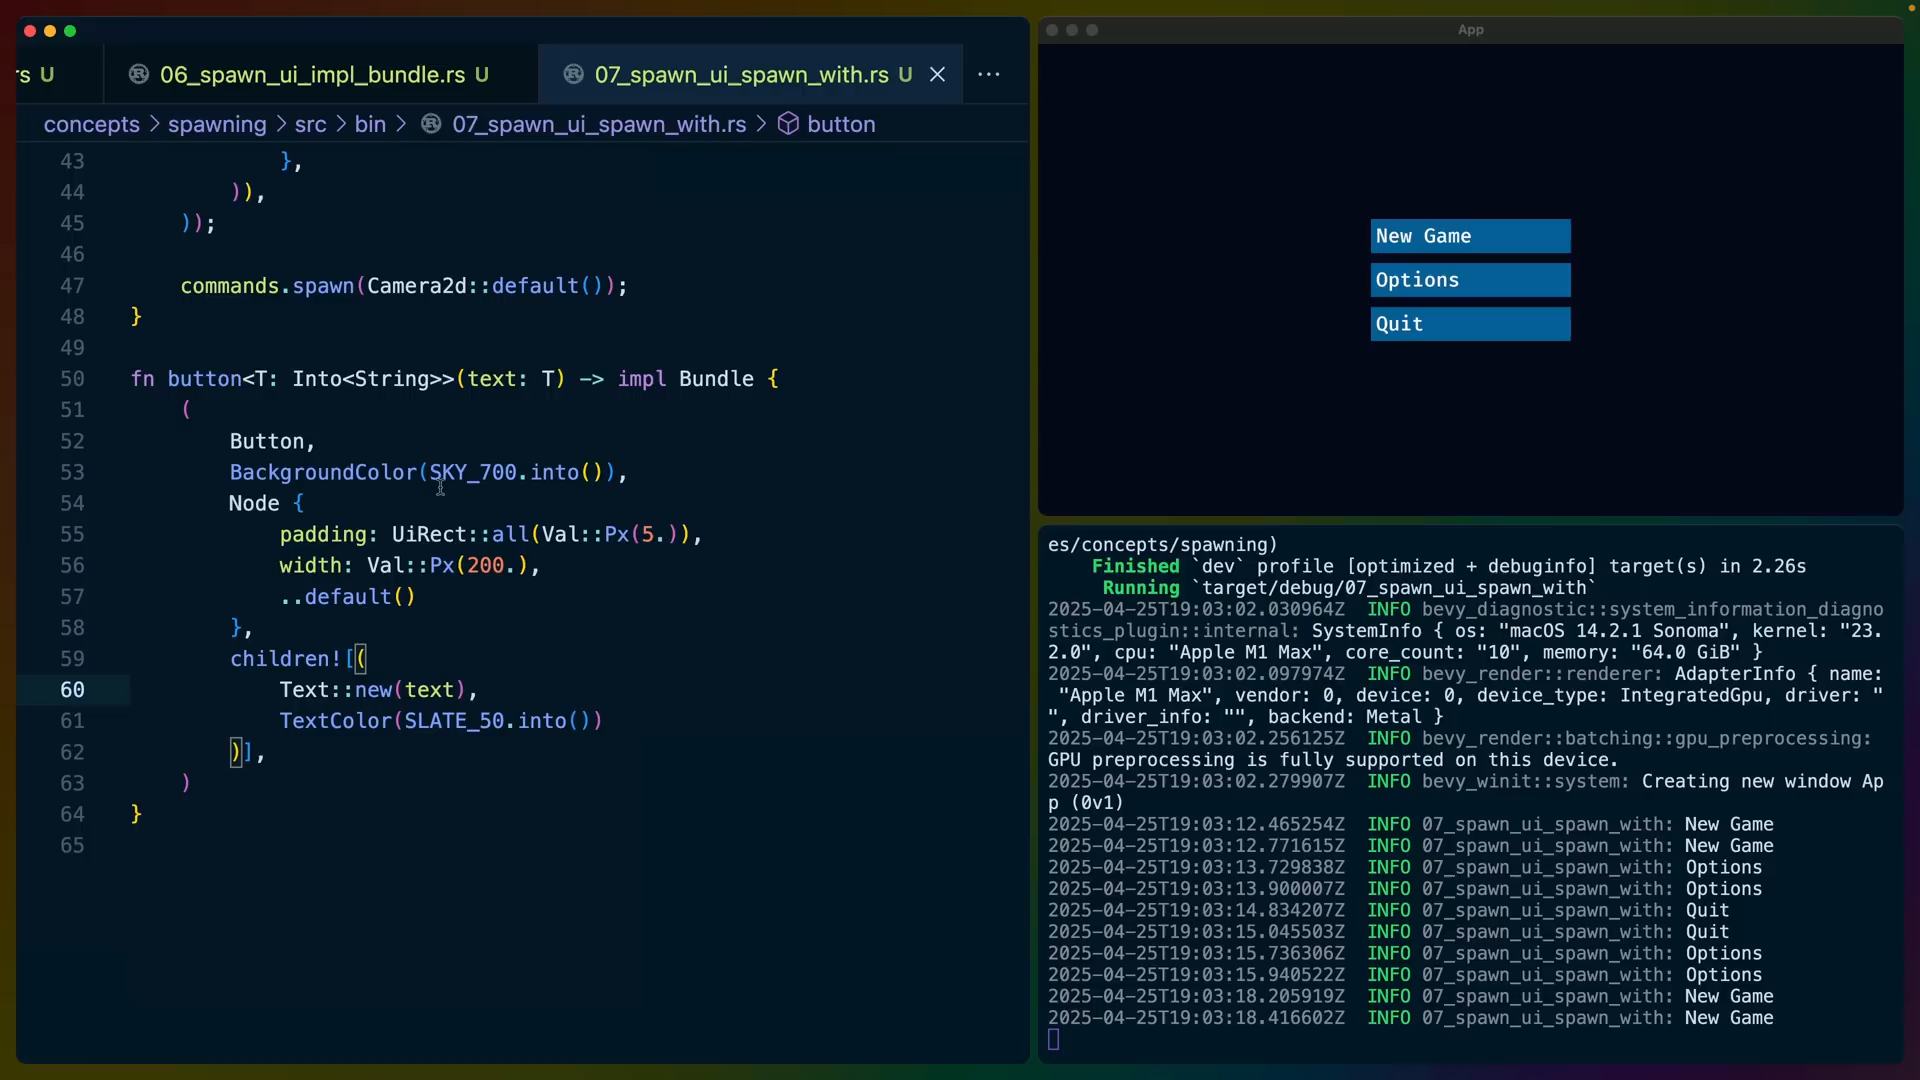 rs U
06_spawn_ui_impl_bundle.rs U
07_spawn_ui_spawn_with.rs U
concepts > spawning > src > bin > 07_spawn_ui_spawn_with.rs > button
43 },
44 )),
45 ));
46
47 commands.spawn(Camera2d::default());
48 }
49
50 fn button<T: Into<String>>(text: T) -> impl Bundle {
51 (
52 Button,
53 BackgroundColor(SKY_700.into()),
54 Node {
55 padding: UiRect::all(Val::Px(5.)),
56 width: Val::Px(200.),
57 ..default()
58 },
59 children![(
60 Text::new(text),
61 TextColor(SLATE_50.into())
62 )],
63 )
64 }
65
App
New Game
Options
Quit
es/concepts/spawning)
Finished `dev` profile [optimized + debuginfo] target(s) in 2.26s
Running `target/debug/07_spawn_ui_spawn_with`
2025-04-25T19:03:02.030964Z INFO bevy_diagnostic::system_information_diagno
stics_plugin::internal: SystemInfo { os: "macOS 14.2.1 Sonoma", kernel: "23.
2.0", cpu: "Apple M1 Max", core_count: "10", memory: "64.0 GiB" }
2025-04-25T19:03:02.097974Z INFO bevy_render::renderer: AdapterInfo { name:
"Apple M1 Max", vendor: 0, device: 0, device_type: IntegratedGpu, driver: "
", driver_info: "", backend: Metal }
2025-04-25T19:03:02.256125Z INFO bevy_render::batching::gpu_preprocessing:
GPU preprocessing is fully supported on this device.
2025-04-25T19:03:02.279907Z INFO bevy_winit::system: Creating new window Ap
p (0v1)
2025-04-25T19:03:12.465254Z INFO 07_spawn_ui_spawn_with: New Game
2025-04-25T19:03:12.771615Z INFO 07_spawn_ui_spawn_with: New Game
2025-04-25T19:03:13.729838Z INFO 07_spawn_ui_spawn_with: Options
2025-04-25T19:03:13.900007Z INFO 07_spawn_ui_spawn_with: Options
2025-04-25T19:03:14.834207Z INFO 07_spawn_ui_spawn_with: Quit
2025-04-25T19:03:15.045503Z INFO 07_spawn_ui_spawn_with: Quit
2025-04-25T19:03:15.736306Z INFO 07_spawn_ui_spawn_with: Options
2025-04-25T19:03:15.940522Z INFO 07_spawn_ui_spawn_with: Options
2025-04-25T19:03:18.205919Z INFO 07_spawn_ui_spawn_with: New Game
2025-04-25T19:03:18.416602Z INFO 07_spawn_ui_spawn_with: New Game